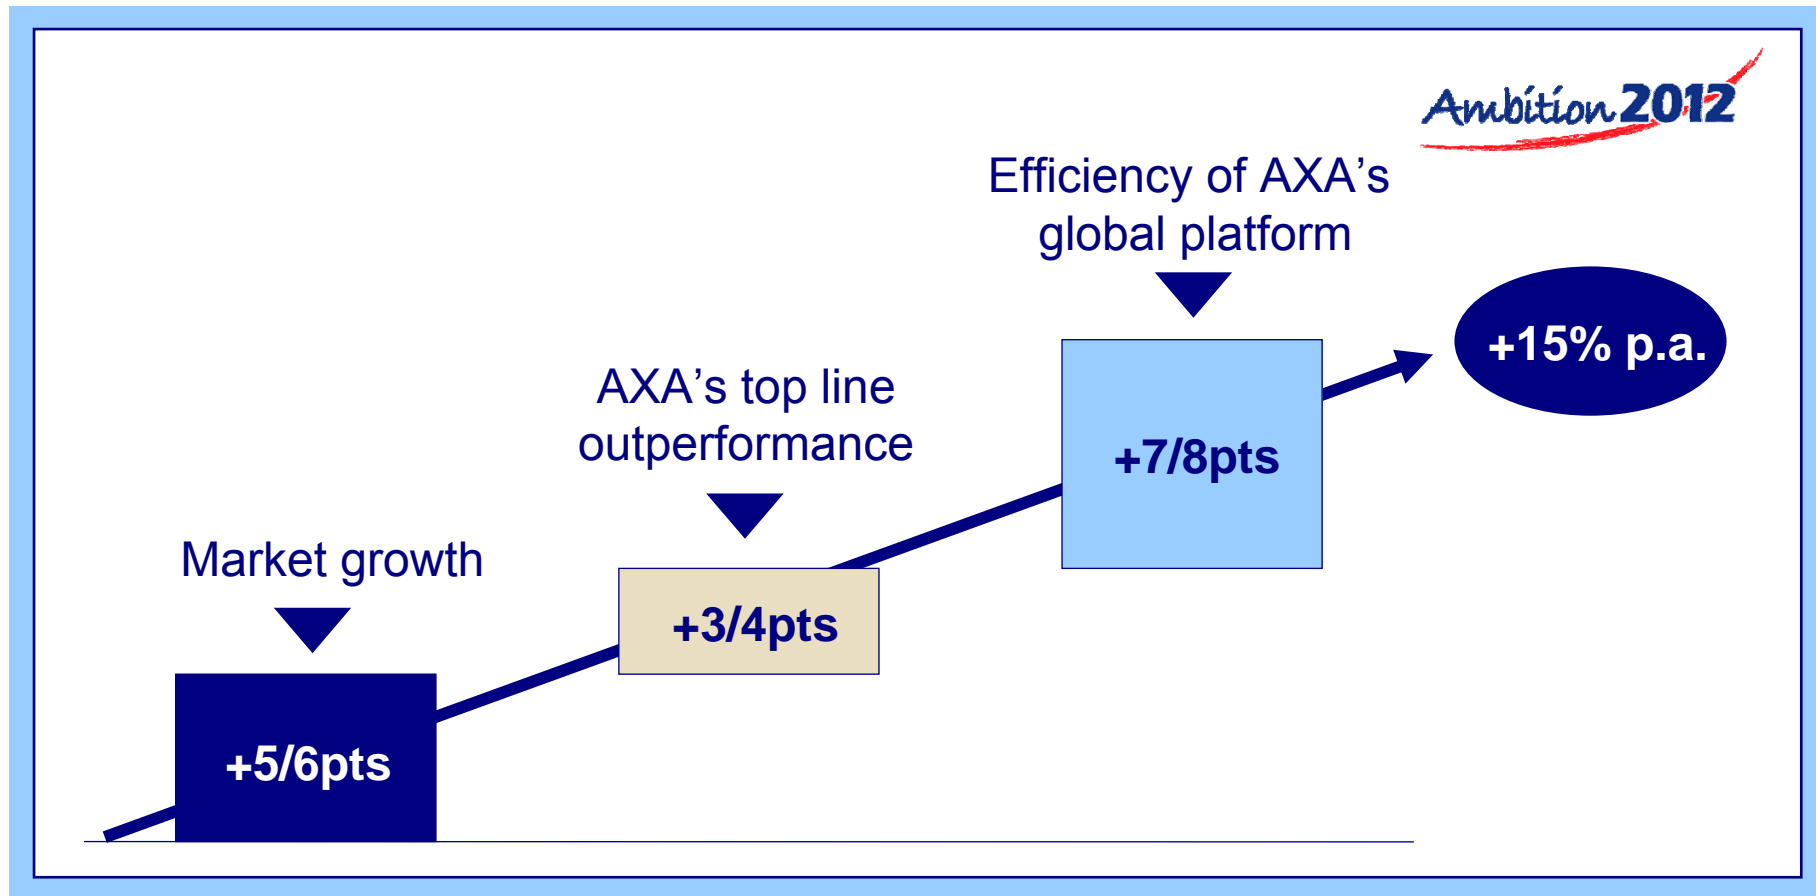 Ambition 2012
Efficiency of AXA's
global platform
+15% p.a.
AXA's top line
outperformance
+7/8pts
Market growth
+3/4pts
+5/6pts